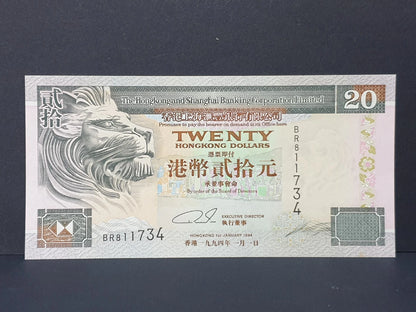 The Hongkong and Shanghai Banking Corporation Limited
20
貳拾
香港上海滙豐銀行有限公司
Promises to pay the bearer on demand at its Office here
TWENTY
HONGKONG DOLLARS
憑票即付
港幣貳拾元
承董事會命
By order of the Board of Directors
BR811734
EXECUTIVE DIRECTOR
執行董事
BR811734
HONGKONG 1ST JANUARY 1994
香港一九九四年一月一日